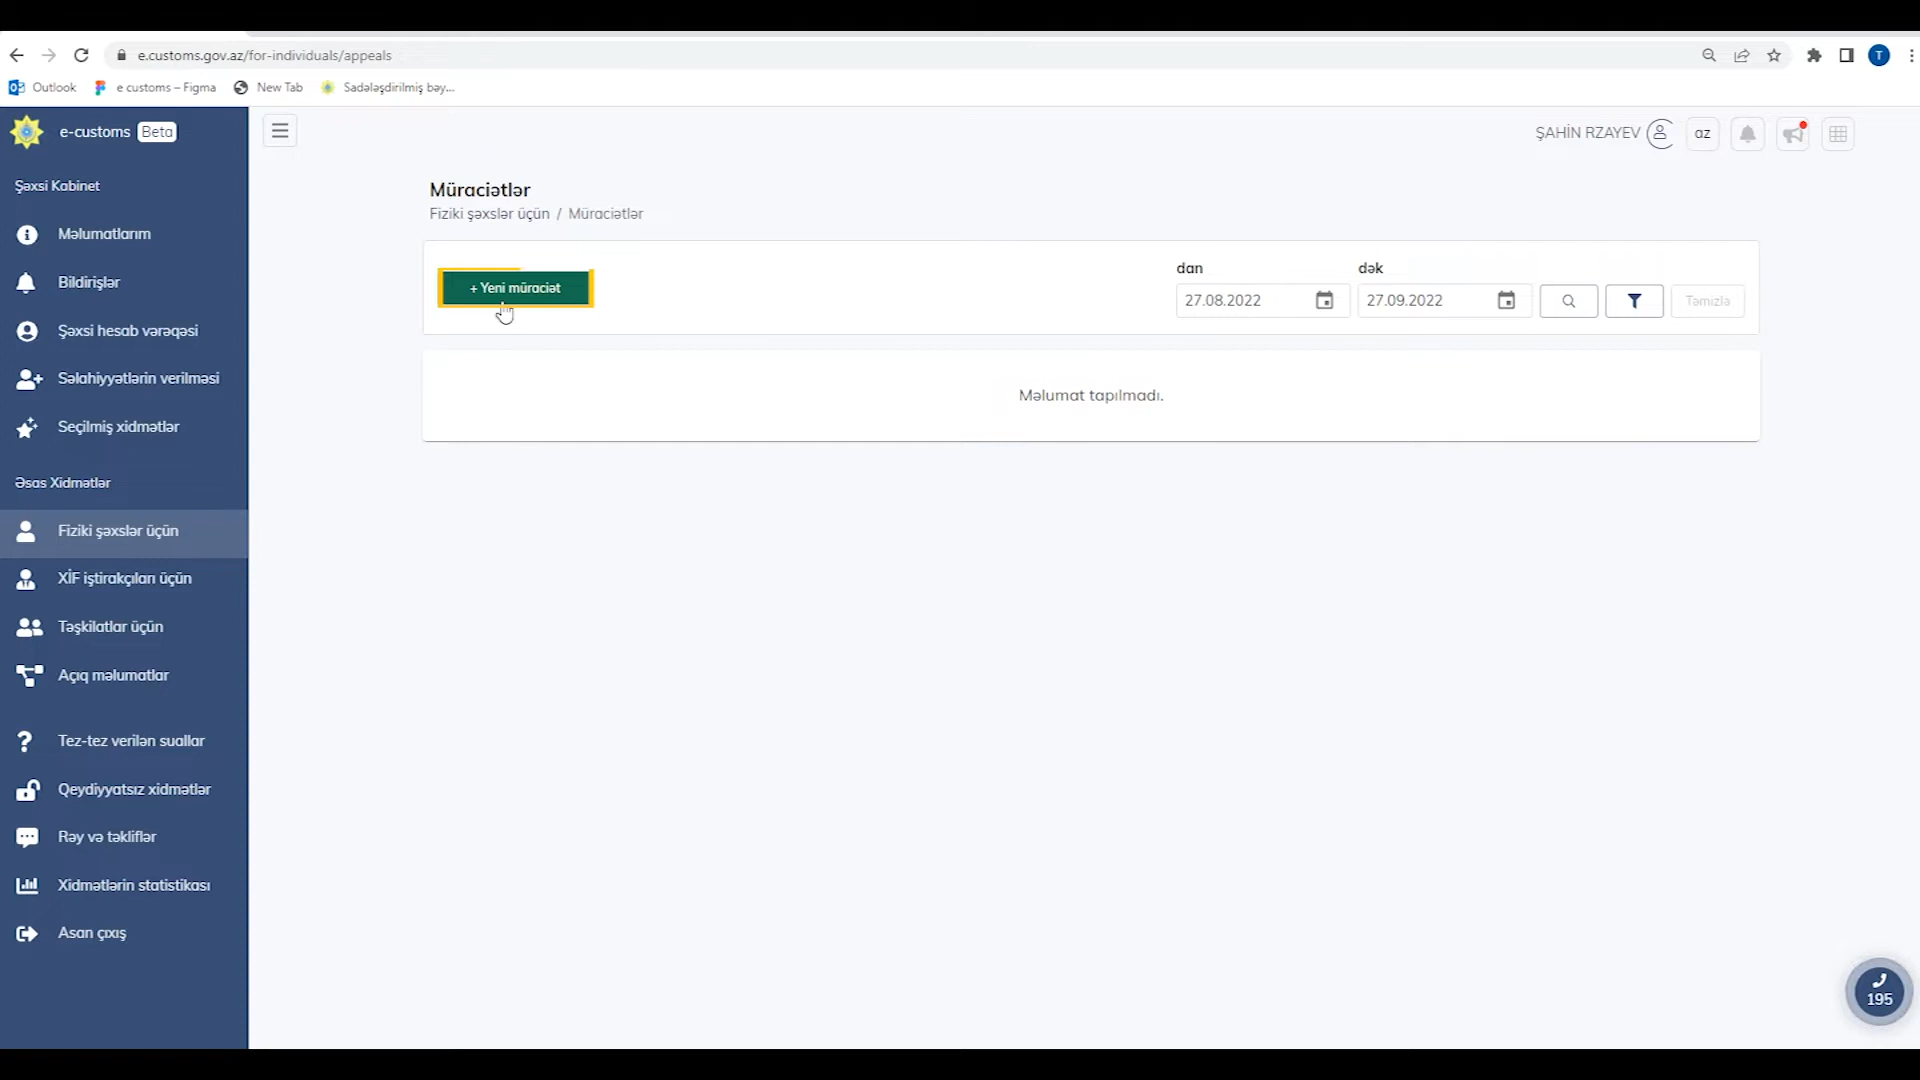 e.customs.gov.az/for-individuals/appeals
T
Outlook
e customs – Figma
New Tab
Sadələşdirilmiş bəy...
e-customs Beta
ŞAHİN RZAYEV
az
Şəxsi Kabinet
Məlumatlarım
Bildirişlər
Şəxsi hesab vərəqəsi
Səlahiyyətlərin verilməsi
Seçilmiş xidmətlər
Əsas Xidmətlər
Fiziki şəxslər üçün
XİF iştirakçıları üçün
Təşkilatlar üçün
Açıq məlumatlar
Tez-tez verilən suallar
Qeydiyyatsız xidmətlər
Rəy və təkliflər
Xidmətlərin statistikası
Asan çıxış
Müraciətlər
Fiziki şəxslər üçün / Müraciətlər
+ Yeni müraciət
dan
dək
27.08.2022
27.09.2022
Təmizlə
Məlumat tapılmadı.
195